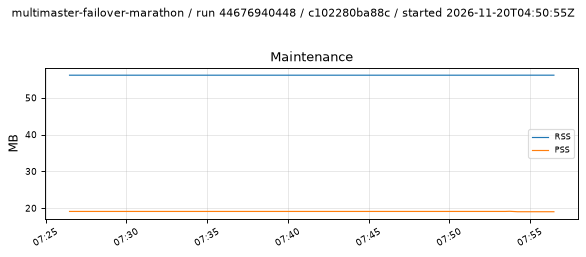 multimaster-failover-marathon / run 44676940448 / c102280ba88c / started 2026-11-20T04:50:55Z
Maintenance
MB
50
40
30
20
RSS
PSS
07:25
07:30
07:35
07:40
07:45
07:50
07:55